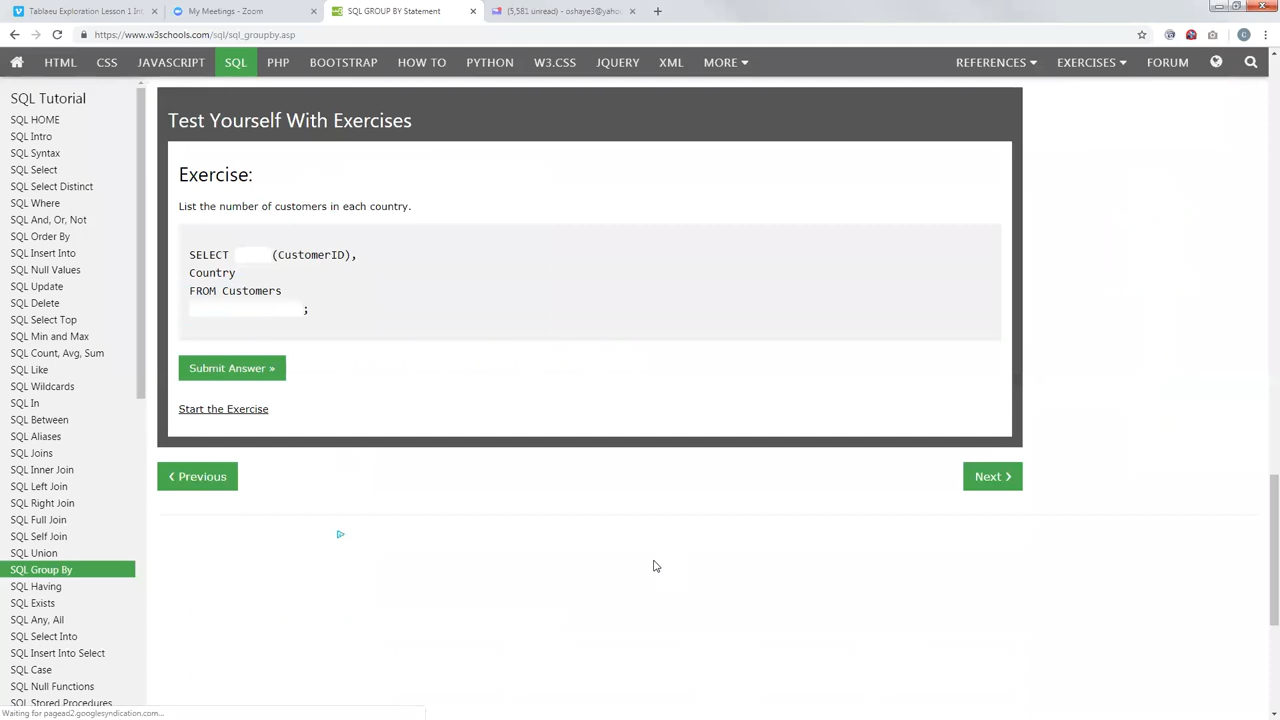 Tablaeu Exploration Lesson 1 In
My Meetings - Zoom
SQL GROUP BY Statement
(5,581 unread) - oshaye3@yaho
https://www.w3schools.com/sql/sql_groupby.asp
HTML CSS JAVASCRIPT SQL PHP BOOTSTRAP HOW TO PYTHON W3.CSS JQUERY XML MORE REFERENCES EXERCISES FORUM
SQL Tutorial
SQL HOME
SQL Intro
SQL Syntax
SQL Select
SQL Select Distinct
SQL Where
SQL And, Or, Not
SQL Order By
SQL Insert Into
SQL Null Values
SQL Update
SQL Delete
SQL Select Top
SQL Min and Max
SQL Count, Avg, Sum
SQL Like
SQL Wildcards
SQL In
SQL Between
SQL Aliases
SQL Joins
SQL Inner Join
SQL Left Join
SQL Right Join
SQL Full Join
SQL Self Join
SQL Union
SQL Group By
SQL Having
SQL Exists
SQL Any, All
SQL Select Into
SQL Insert Into Select
SQL Case
SQL Null Functions
SQL Stored Procedures
Test Yourself With Exercises
Exercise:
List the number of customers in each country.
SELECT (CustomerID),
Country
FROM Customers
;
Submit Answer »
Start the Exercise
❮ Previous
Next ❯
Waiting for pagead2.googlesyndication.com...